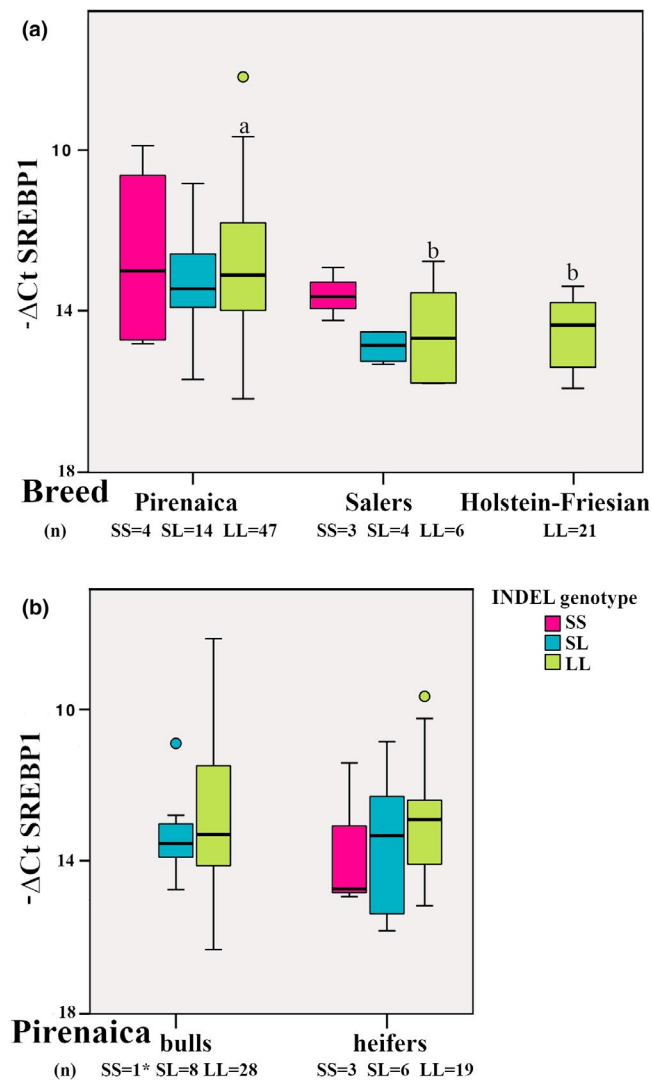 (a)
-ΔCt SREBP1
10
14
18
a
b
b
Breed
Pirenaica Salers Holstein-Friesian
(n) SS=4 SL=14 LL=47 SS=3 SL=4 LL=6 LL=21
(b)
INDEL genotype
SS
SL
LL
-ΔCt SREBP1
10
14
18
Pirenaica
bulls heifers
(n) SS=1* SL=8 LL=28 SS=3 SL=6 LL=19